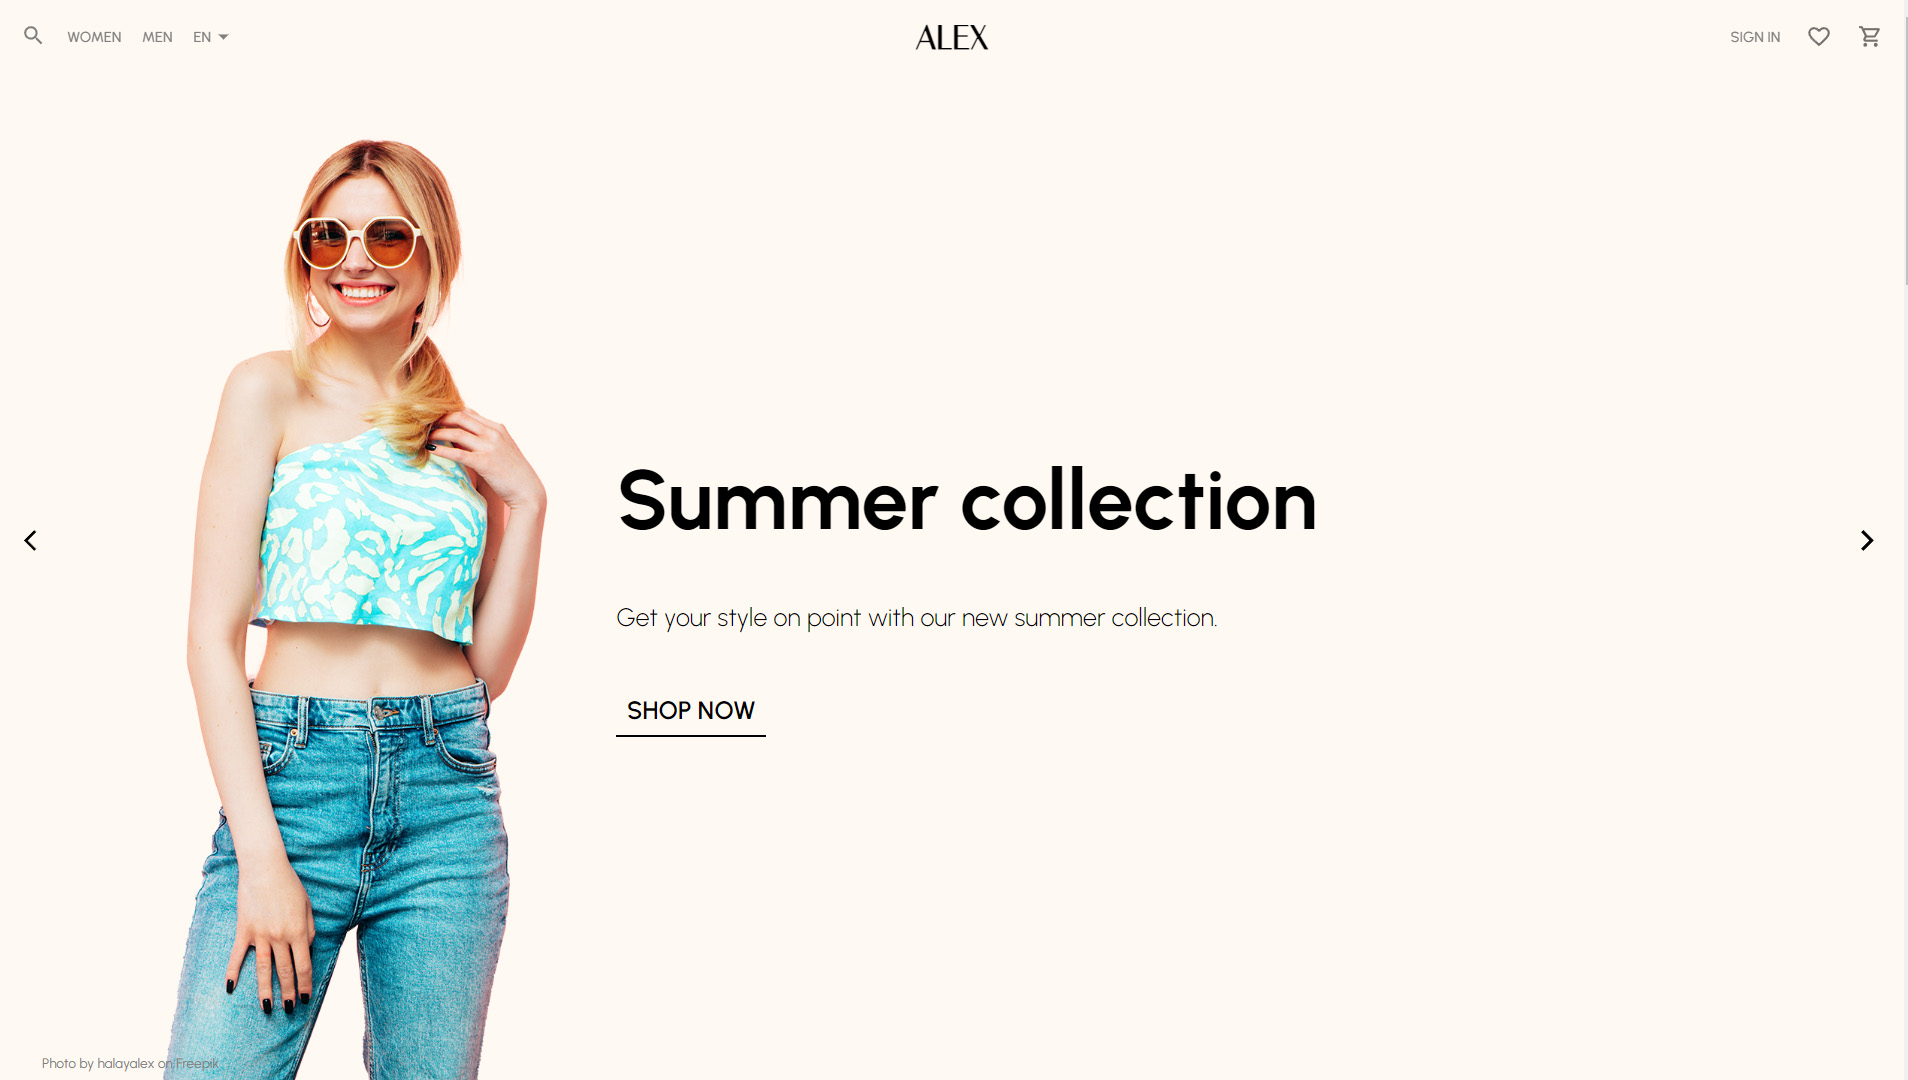 WOMEN MEN EN ALEX SIGN IN
Summer collection
Get your style on point with our new summer collection.
SHOP NOW
Photo by halayalex on Freepik